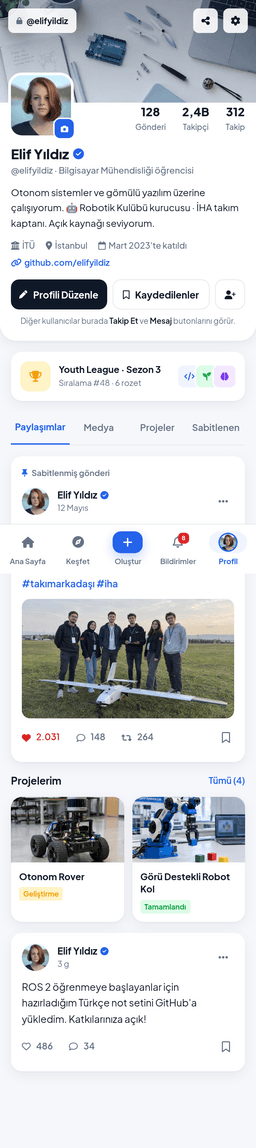 @elifyildiz
128 2,4B 312
Gönderi Takipçi Takip
Elif Yıldız
@elifyildiz · Bilgisayar Mühendisliği öğrencisi
Otonom sistemler ve gömülü yazılım üzerine
çalışıyorum. 🤖 Robotik Kulübü kurucusu · İHA takım
kaptanı. Açık kaynağı seviyorum.
İTÜ İstanbul Mart 2023'te katıldı
github.com/elifyildiz
Profili Düzenle Kaydedilenler
Diğer kullanıcılar burada Takip Et ve Mesaj butonlarını görür.
Youth League · Sezon 3
Sıralama #48 · 6 rozet
Paylaşımlar Medya Projeler Sabitlenen
Sabitlenmiş gönderi
Elif Yıldız
12 Mayıs
8
Ana Sayfa Keşfet Oluştur Bildirimler Profil
#takımarkadaşı #iha
2.031 148 264
Projelerim Tümü (4)
Otonom Rover
Geliştirme
Görü Destekli Robot
Kol
Tamamlandı
Elif Yıldız
3 g
ROS 2 öğrenmeye başlayanlar için
hazırladığım Türkçe not setini GitHub'a
yükledim. Katkılarınıza açık!
486 34